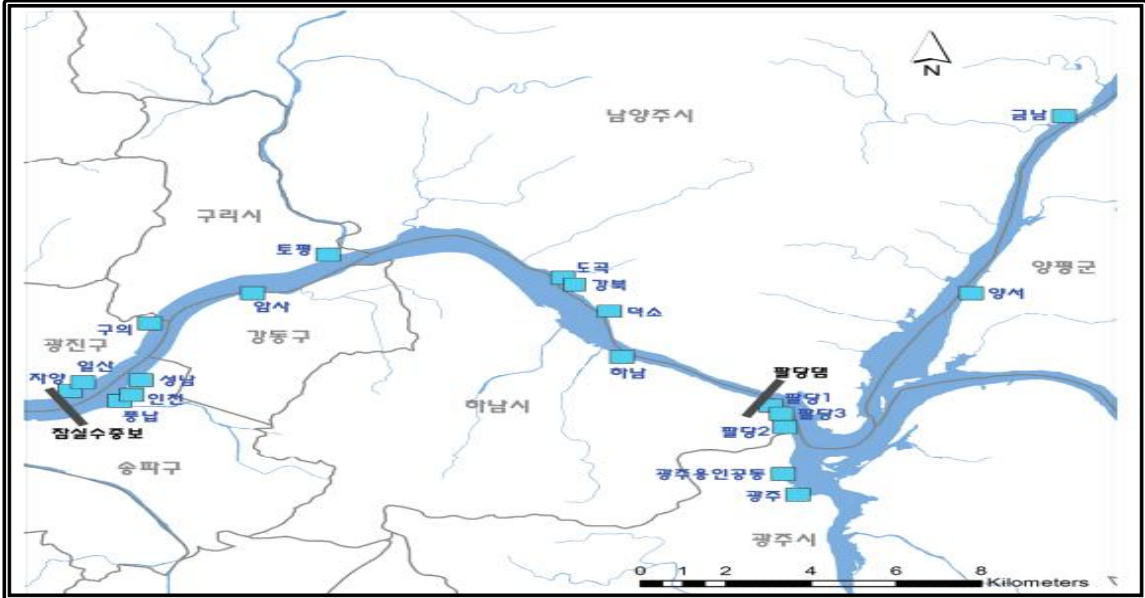 N
남양주시
금남
구리시
토평
양평군
도곡
강북
양서
암사
덕소
구의
강동구
광진구
하남
일산
성남
자양
팔당댐
인천
팔당1
풍납
하남시
팔당3
잠실수중보
팔당2
송파구
광주용인공동
광주
광주시
0 1 2 4 6 8
Kilometers